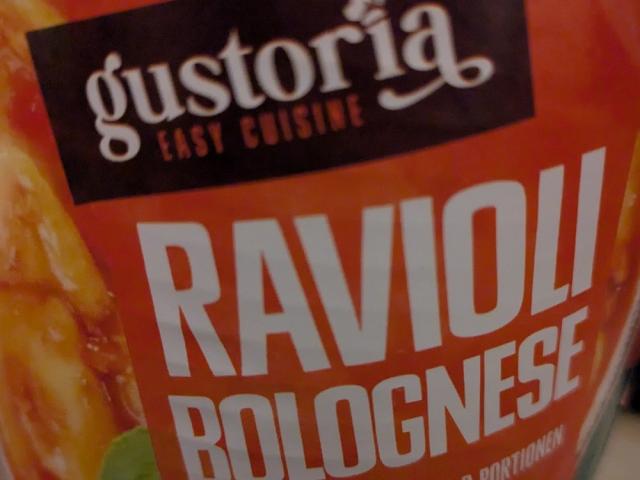 gustoria
EASY CUISINE
RAVIOLI
BOLOGNESE
PORTIONEN